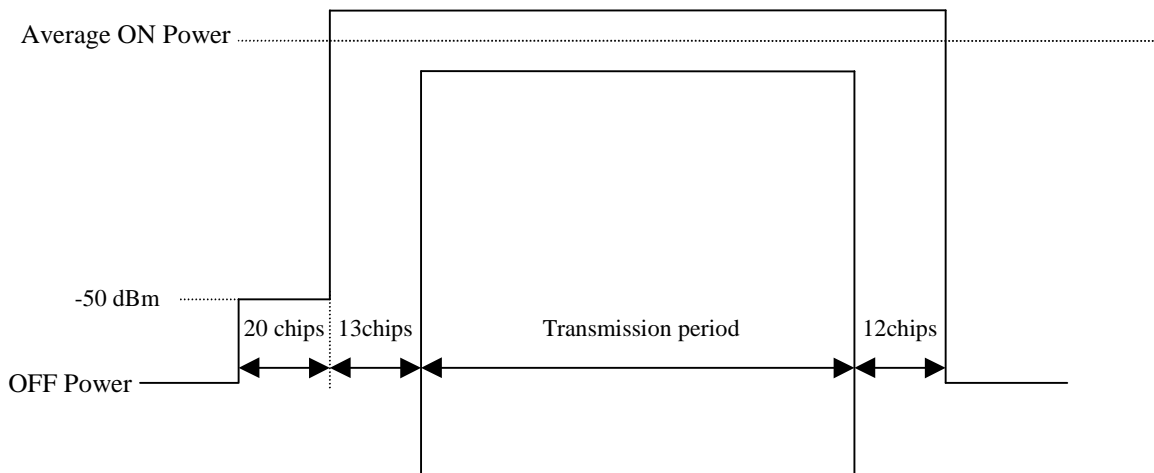 Average ON Power
-50 dBm
20 chips 13chips Transmission period 12chips
OFF Power